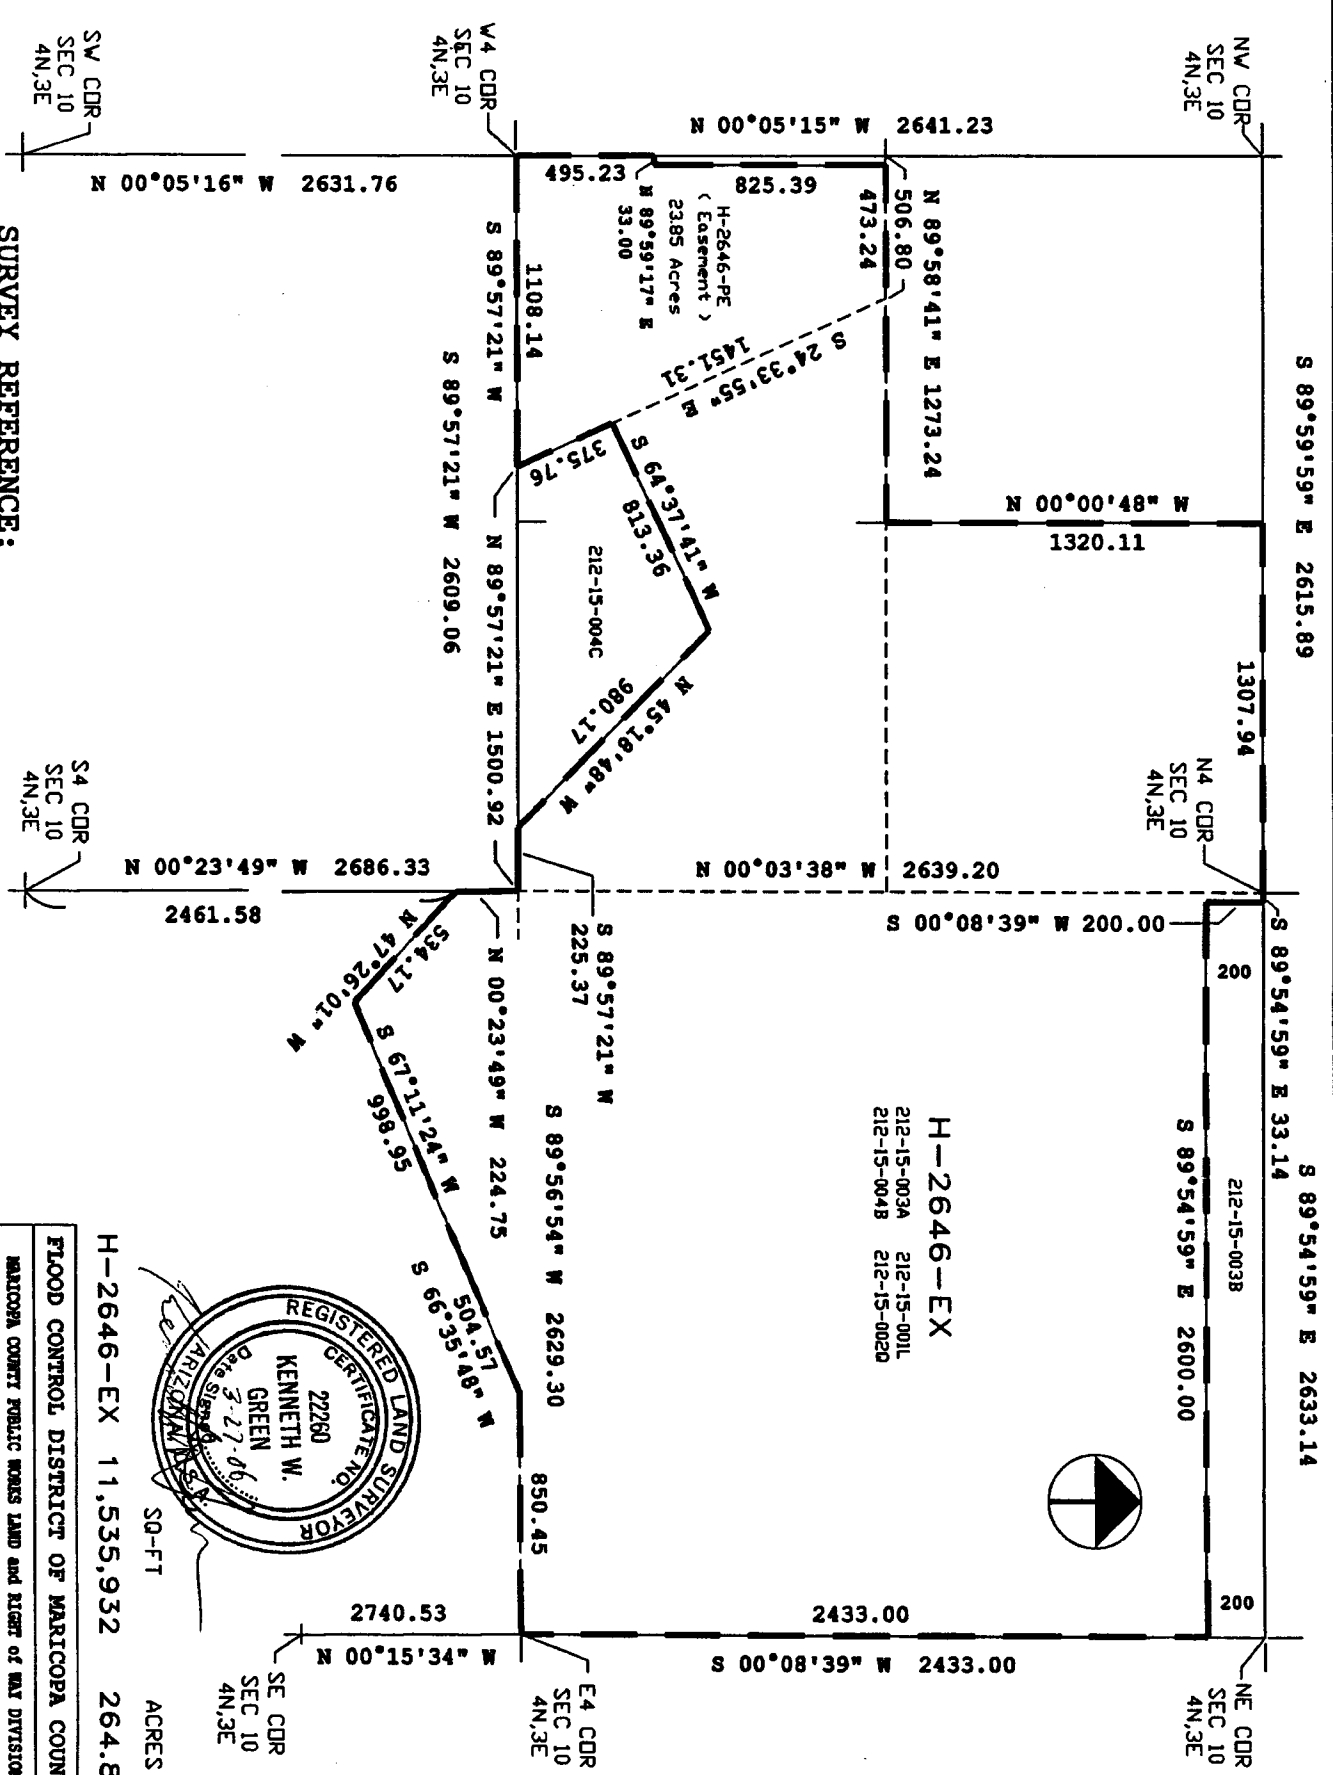 NW COR
SEC 10
4N,3E
S 89°59'59" E 2615.89
1307.94
N4 COR
SEC 10
4N,3E
S 89°54'59" E 33.14
S 89°54'59" E 2633.14
NE COR
SEC 10
4N,3E
N 00°05'15" W 2641.23
N 00°00'48" W
1320.11
N 89°58'41" E 1273.24
506.80
473.24
825.39
495.23
H-2646-PE
( Easement )
23.85 Acres
N 89°59'17" E
33.00
S 24°33'55" E
1451.31
375.76
S 64°37'41" W
813.36
N 45°18'48" W
980.17
212-15-004C
1108.14
S 89°57'21" W
N 89°57'21" E 1500.92
S 89°57'21" W 2609.06
W4 COR
SEC 10
4N,3E
N 00°05'16" W 2631.76
SW COR
SEC 10
4N,3E
SURVEY REFERENCE:
S4 COR
SEC 10
4N,3E
N 00°23'49" W 2686.33
2461.58
N 00°03'38" W 2639.20
S 00°08'39" W 200.00
200
212-15-003B
200
S 89°54'59" E 2600.00
H-2646-EX
212-15-003A 212-15-001L
212-15-004B 212-15-002Q
S 89°57'21" W
225.37
N 00°23'49" W 224.75
534.17
N 47°26'01" W
S 67°11'24" W
998.95
504.57
S 66°35'48" W
S 89°56'54" W 2629.30
850.45
2433.00
S 00°08'39" W 2433.00
E4 COR
SEC 10
4N,3E
2740.53
N 00°15'34" W
SE COR
SEC 10
4N,3E
REGISTERED LAND SURVEYOR
CERTIFICATE NO.
22260
KENNETH W.
GREEN
Date Signed
3-27-06
ARIZONA, U.S.A.
SQ-FT ACRES
H-2646-EX 11,535,932 264.8
FLOOD CONTROL DISTRICT OF MARICOPA COUN
MARICOPA COUNTY PUBLIC WORKS LAND and RIGHT of WAY DIVISION